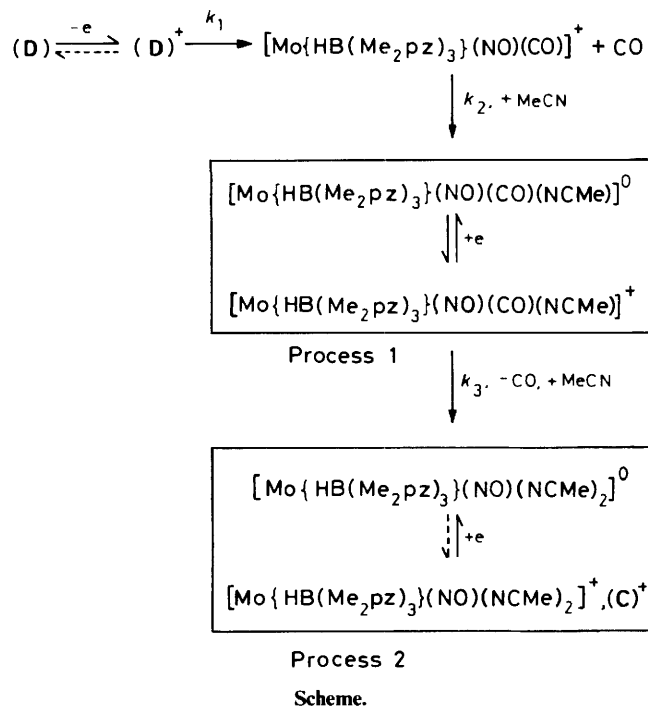 -e k₁
(D) (D)⁺ [Mo{HB(Me₂pz)₃}(NO)(CO)]⁺ + CO
k₂, + MeCN
[Mo{HB(Me₂pz)₃}(NO)(CO)(NCMe)]⁰
+e
[Mo{HB(Me₂pz)₃}(NO)(CO)(NCMe)]⁺
Process 1
k₃, -CO, + MeCN
[Mo{HB(Me₂pz)₃}(NO)(NCMe)₂]⁰
+e
[Mo{HB(Me₂pz)₃}(NO)(NCMe)₂]⁺,(C)⁺
Process 2
Scheme.